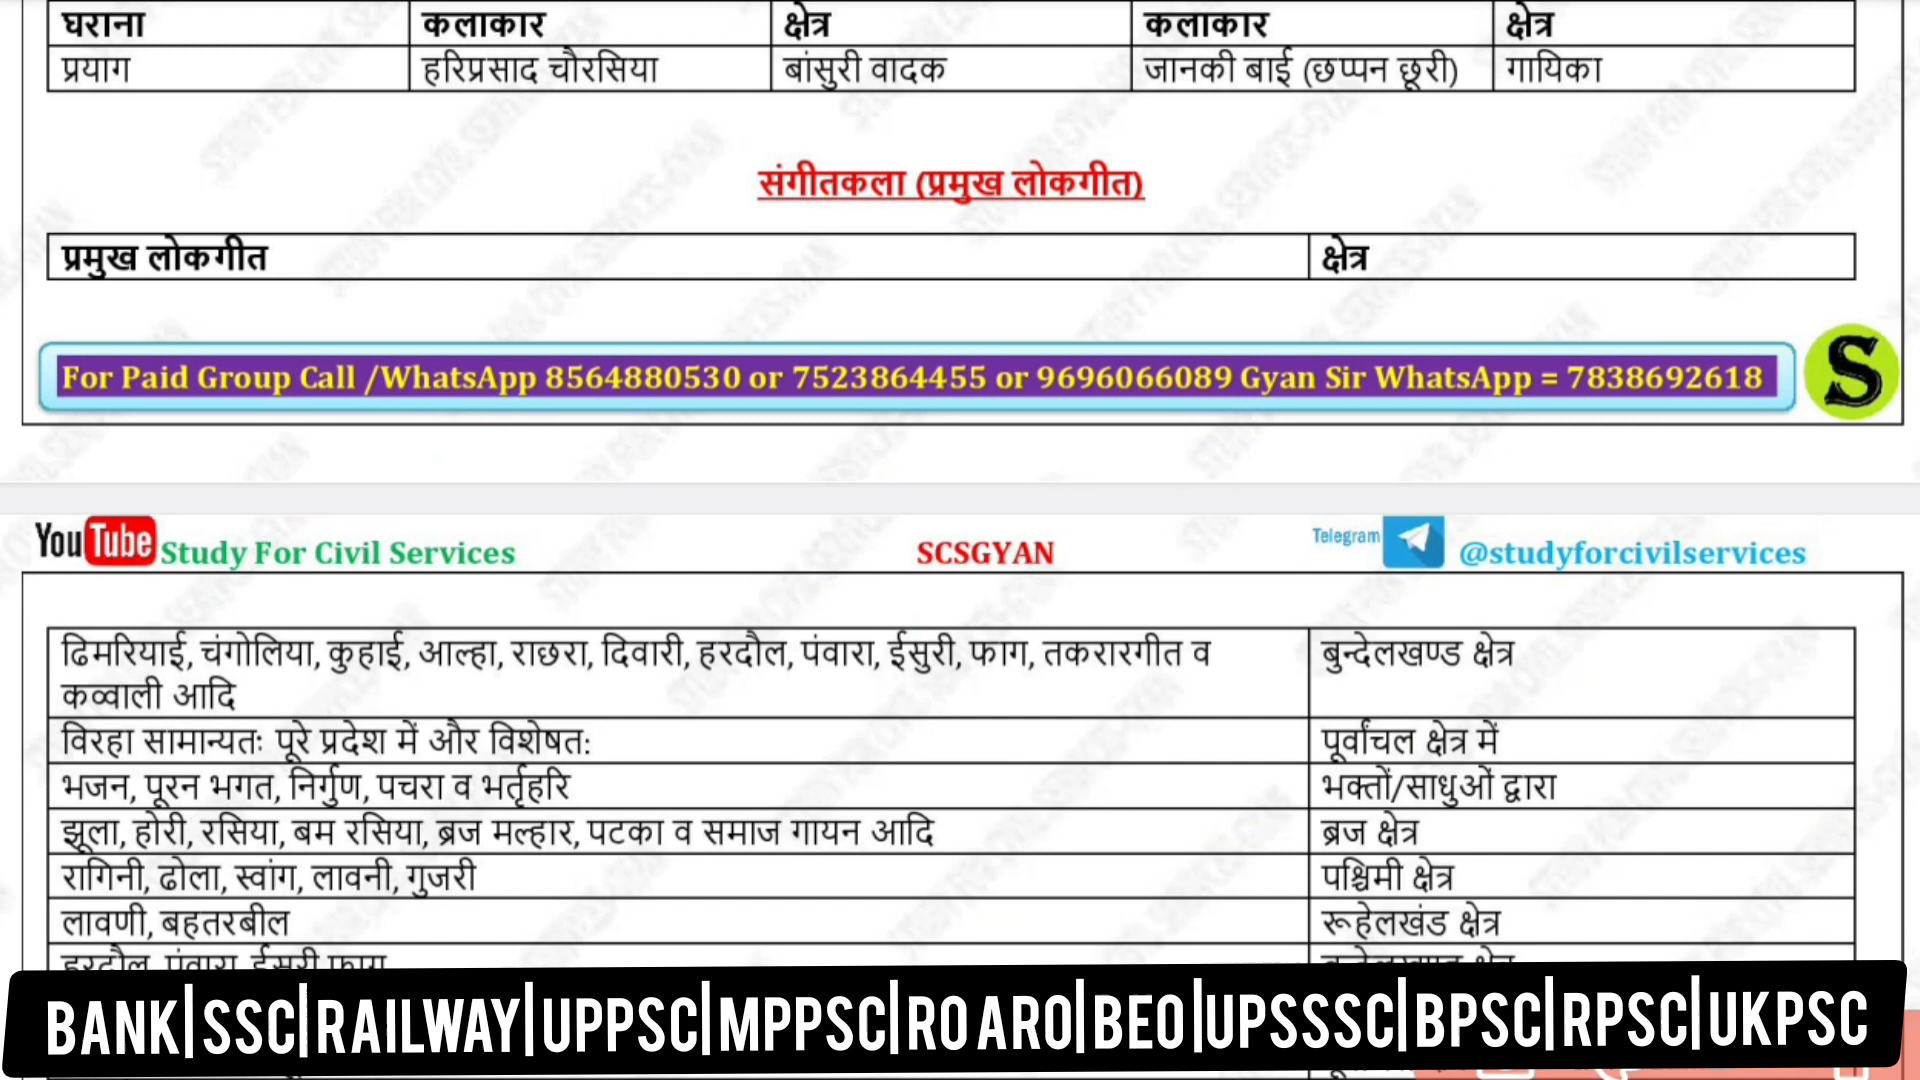 घराना कलाकार क्षेत्र कलाकार क्षेत्र
प्रयाग हरिप्रसाद चौरसिया बांसुरी वादक जानकी बाई (छप्पन छूरी) गायिका
संगीतकला (प्रमुख लोकगीत)
प्रमुख लोकगीत क्षेत्र
For Paid Group Call /WhatsApp 8564880530 or 7523864455 or 9696066089 Gyan Sir WhatsApp = 7838692618
S
YouTube Study For Civil Services SCSGYAN Telegram @studyforcivilservices
ढिमरियाई, चंगोलिया, कुहाई, आल्हा, राछरा, दिवारी, हरदौल, पंवारा, ईसुरी, फाग, तकरारगीत व बुन्देलखण्ड क्षेत्र
कव्वाली आदि
विरहा सामान्यतः पूरे प्रदेश में और विशेषत: पूर्वांचल क्षेत्र में
भजन, पूरन भगत, निर्गुण, पचरा व भर्तृहरि भक्तों/साधुओं द्वारा
झूला, होरी, रसिया, बम रसिया, ब्रज मल्हार, पटका व समाज गायन आदि ब्रज क्षेत्र
रागिनी, ढोला, स्वांग, लावनी, गुजरी पश्चिमी क्षेत्र
लावणी, बहतरबील रूहेलखंड क्षेत्र
हरदौल, पंवारा, ईसुरी फाग बुन्देलखण्ड क्षेत्र
BANK|SSC|RAILWAY|UPPSC|MPPSC|RO ARO|BEO|UPSSSC|BPSC|RPSC|UKPSC